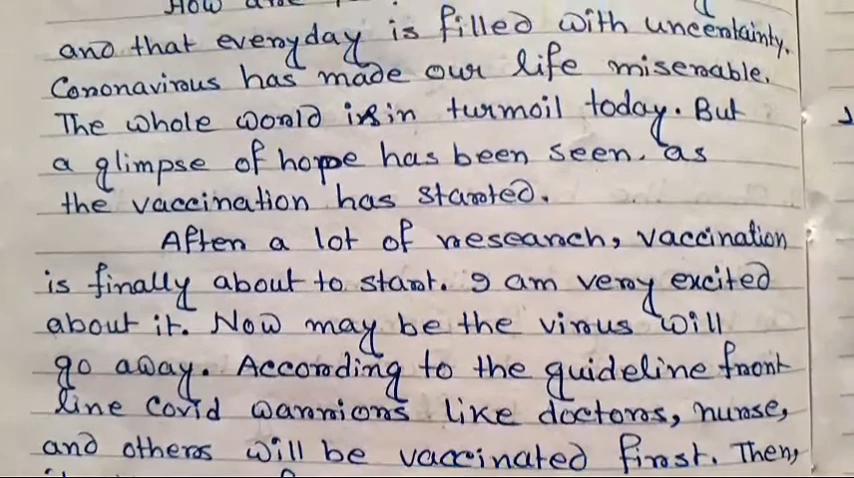 How are
and that everyday is filled with uncertainty.
Coronavirus has made our life miserable.
The whole world is in turmoil today. But
a glimpse of hope has been seen, as
the vaccination has started.
After a lot of research, vaccination
is finally about to start. I am very excited
about it. Now may be the virus will
go away. According to the guideline front
line Covid warriors like doctors, nurse,
and others will be vaccinated first. Then,